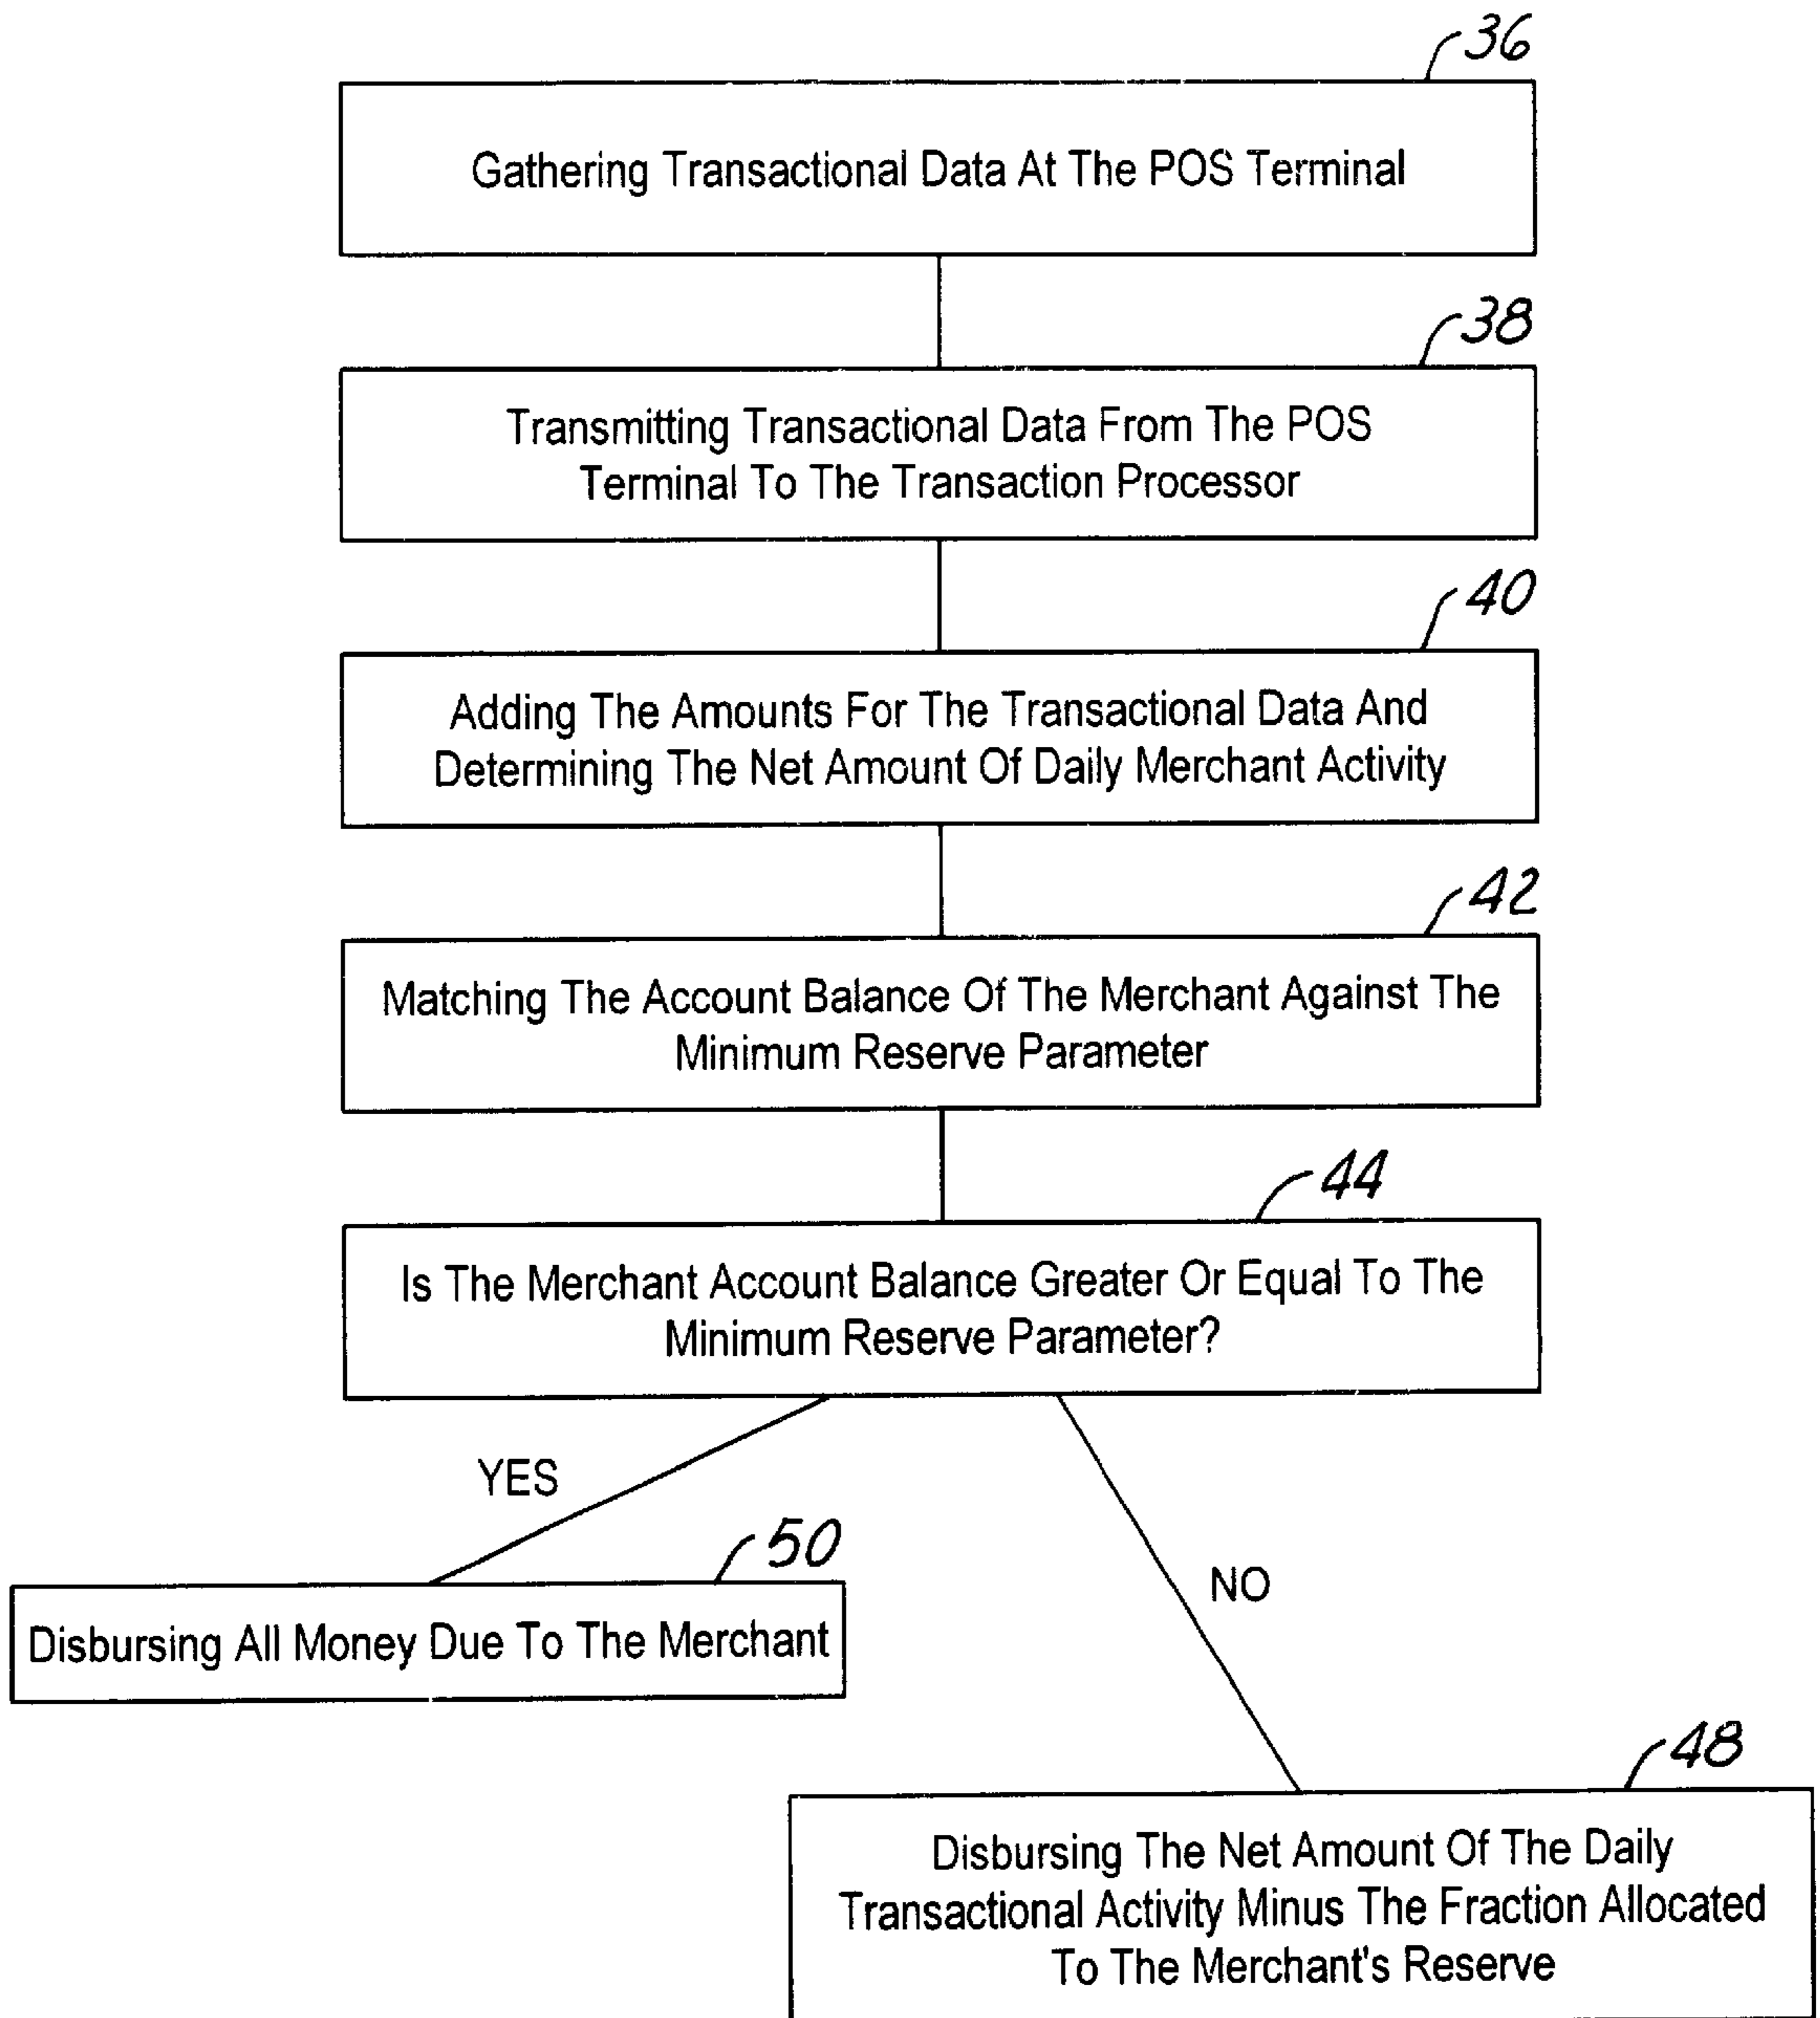 36
Gathering Transactional Data At The POS Terminal
38
Transmitting Transactional Data From The POS
Terminal To The Transaction Processor
40
Adding The Amounts For The Transactional Data And
Determining The Net Amount Of Daily Merchant Activity
42
Matching The Account Balance Of The Merchant Against The
Minimum Reserve Parameter
44
Is The Merchant Account Balance Greater Or Equal To The
Minimum Reserve Parameter?
YES
50
Disbursing All Money Due To The Merchant
NO
48
Disbursing The Net Amount Of The Daily
Transactional Activity Minus The Fraction Allocated
To The Merchant's Reserve